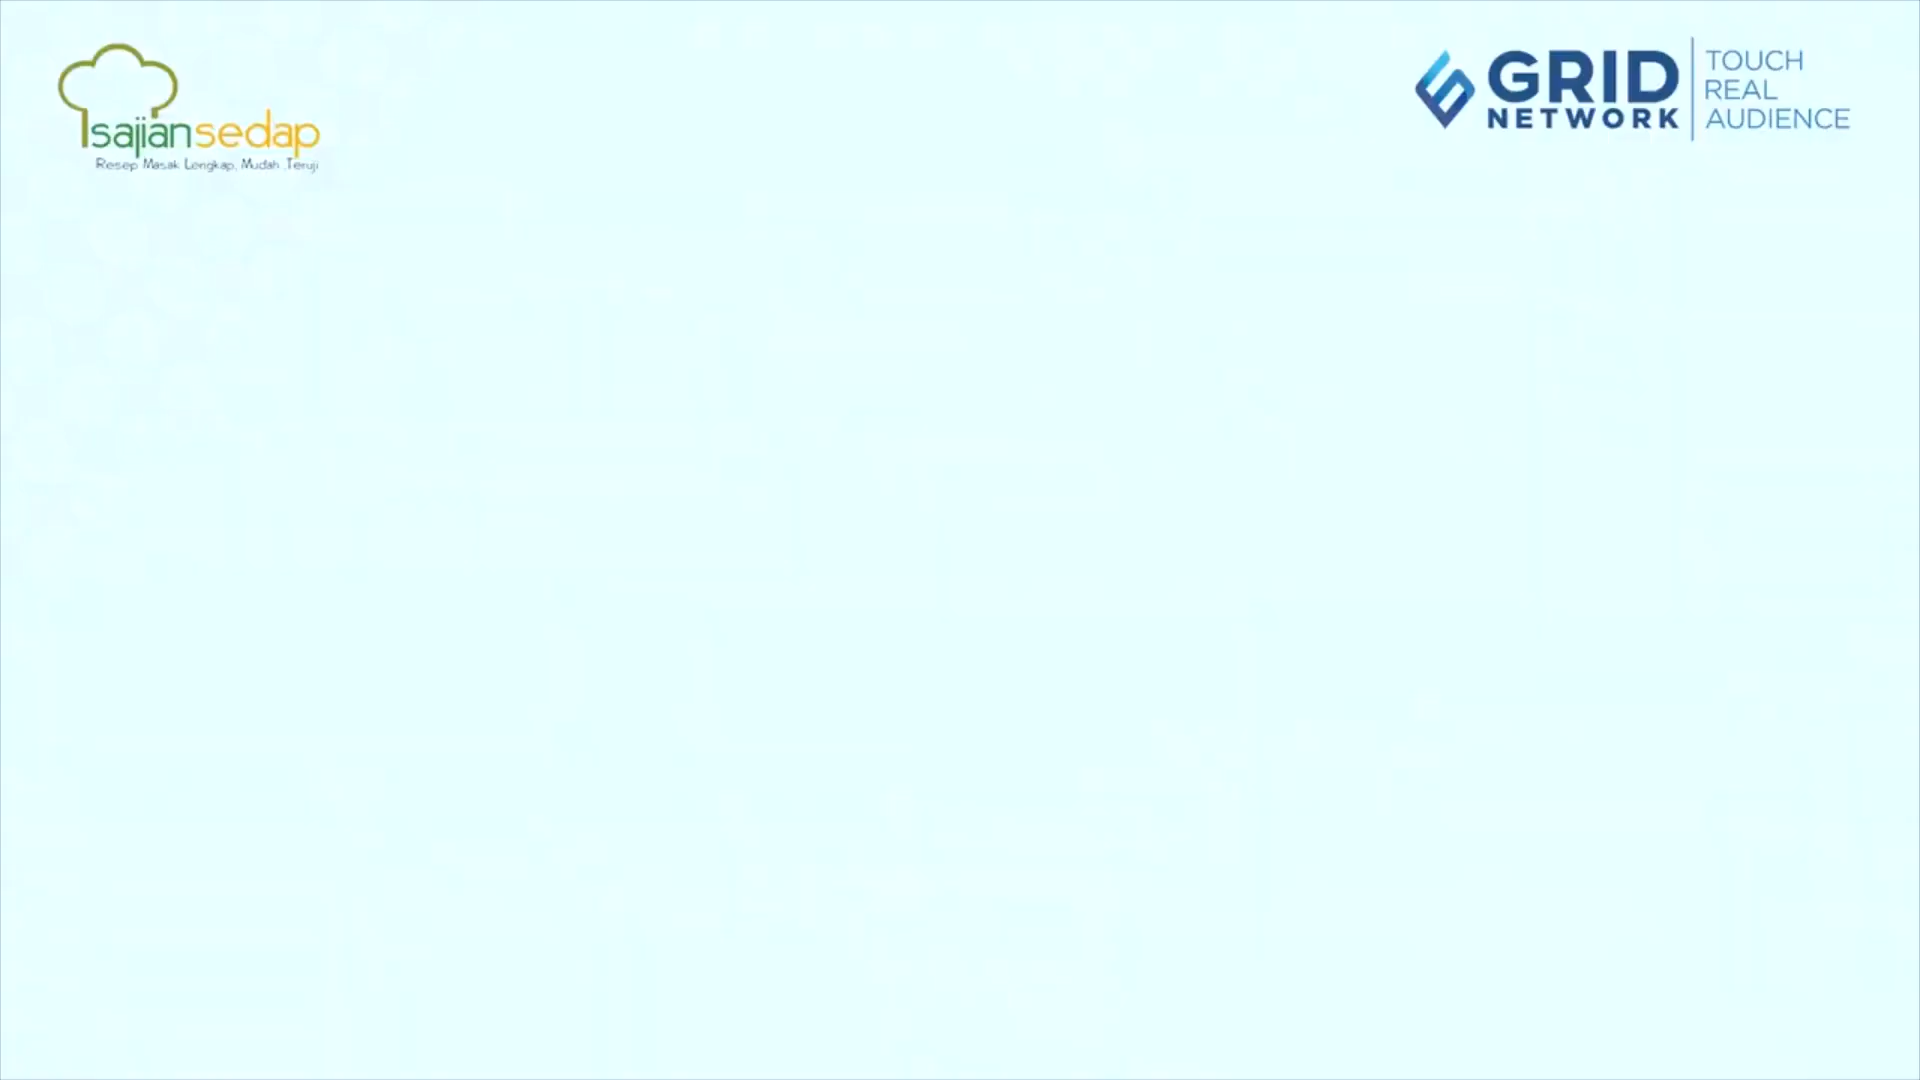 sajiansedap
Resep Masak Lengkap, Mudah ,Teruji
GRID
NETWORK
TOUCH
REAL
AUDIENCE